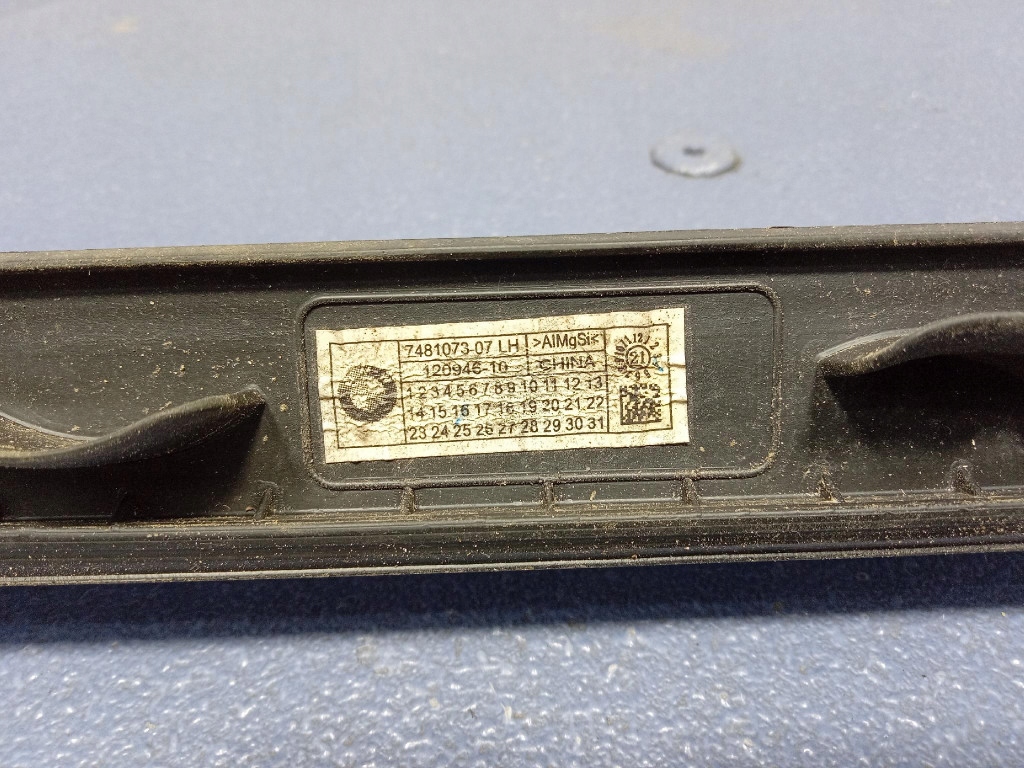 7481073-07 LH >AlMgSi<
120946-10 CHINA
1 2 3 4 5 6 7 8 9 10 11 12 13
14 15 16 17 18 19 20 21 22
23 24 25 26 27 28 29 30 31
21